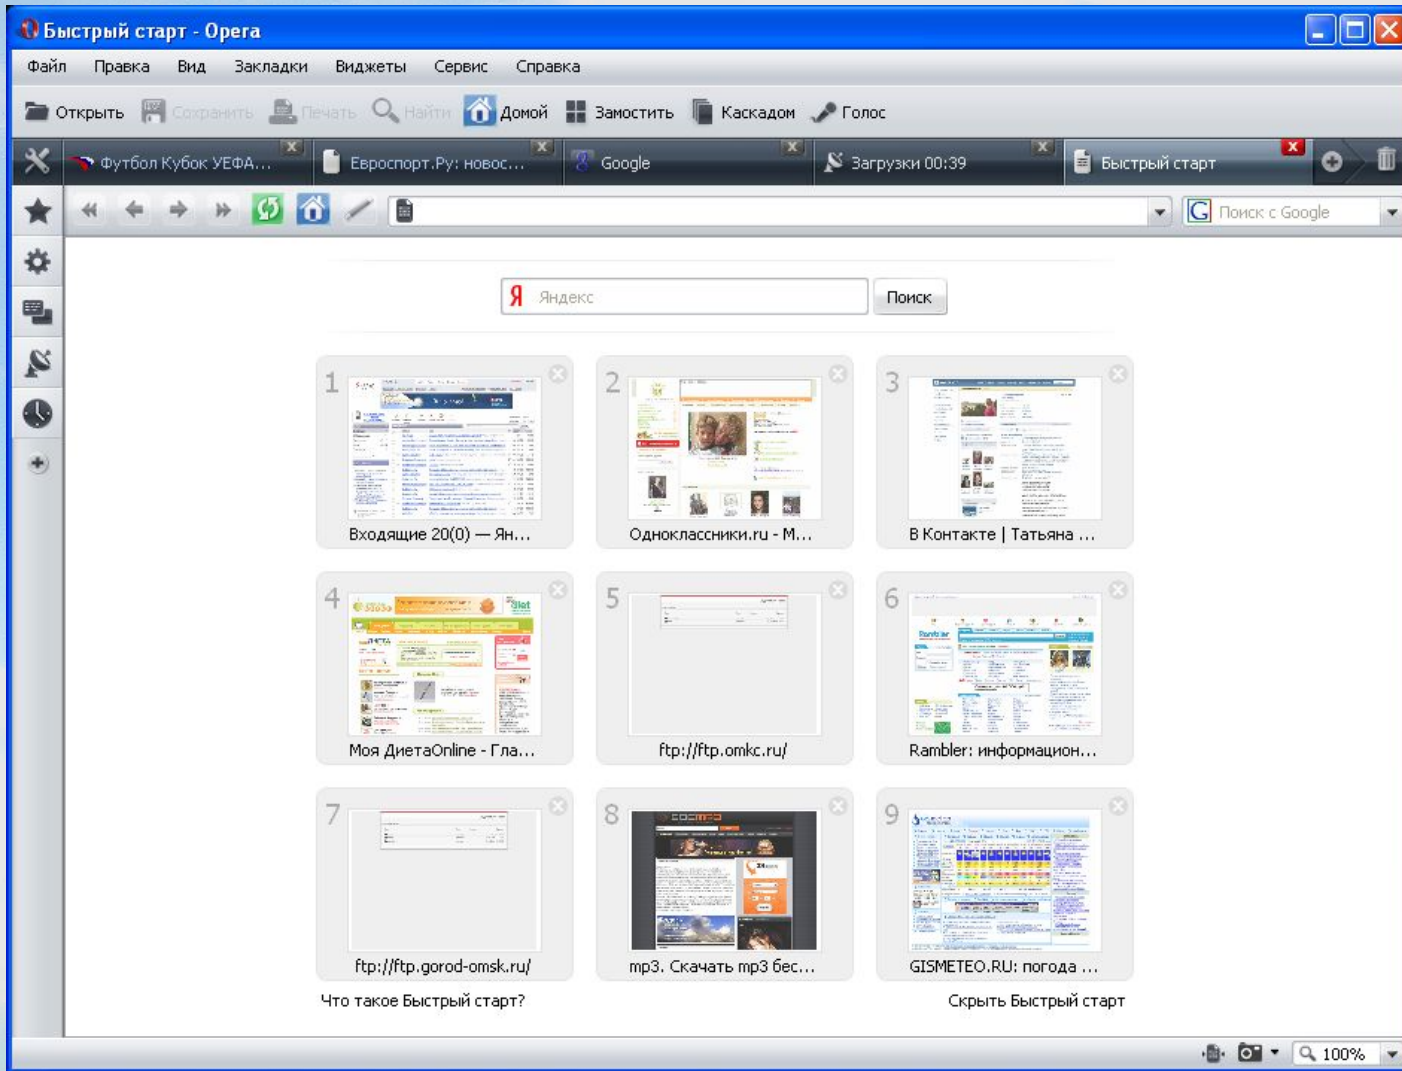 Быстрый старт - Opera
Файл Правка Вид Закладки Виджеты Сервис Справка
Открыть Сохранить Печать Найти Домой Замостить Каскадом Голос
Футбол Кубок УЕФА... Евроспорт.Ру: новос... Google Загрузки 00:39 Быстрый старт
Поиск с Google
Я Яндекс Поиск
1 2 3
Входящие 20(0) — Ян... Одноклассники.ru - М... В Контакте | Татьяна ...
4 5 6
Rambler
Моя ДиетаOnline - Гла... ftp://ftp.omkc.ru/ Rambler: информацион...
7 8 9
ftp://ftp.gorod-omsk.ru/ mp3. Скачать mp3 бес... GISMETEO.RU: погода ...
Что такое Быстрый старт? Скрыть Быстрый старт
100%